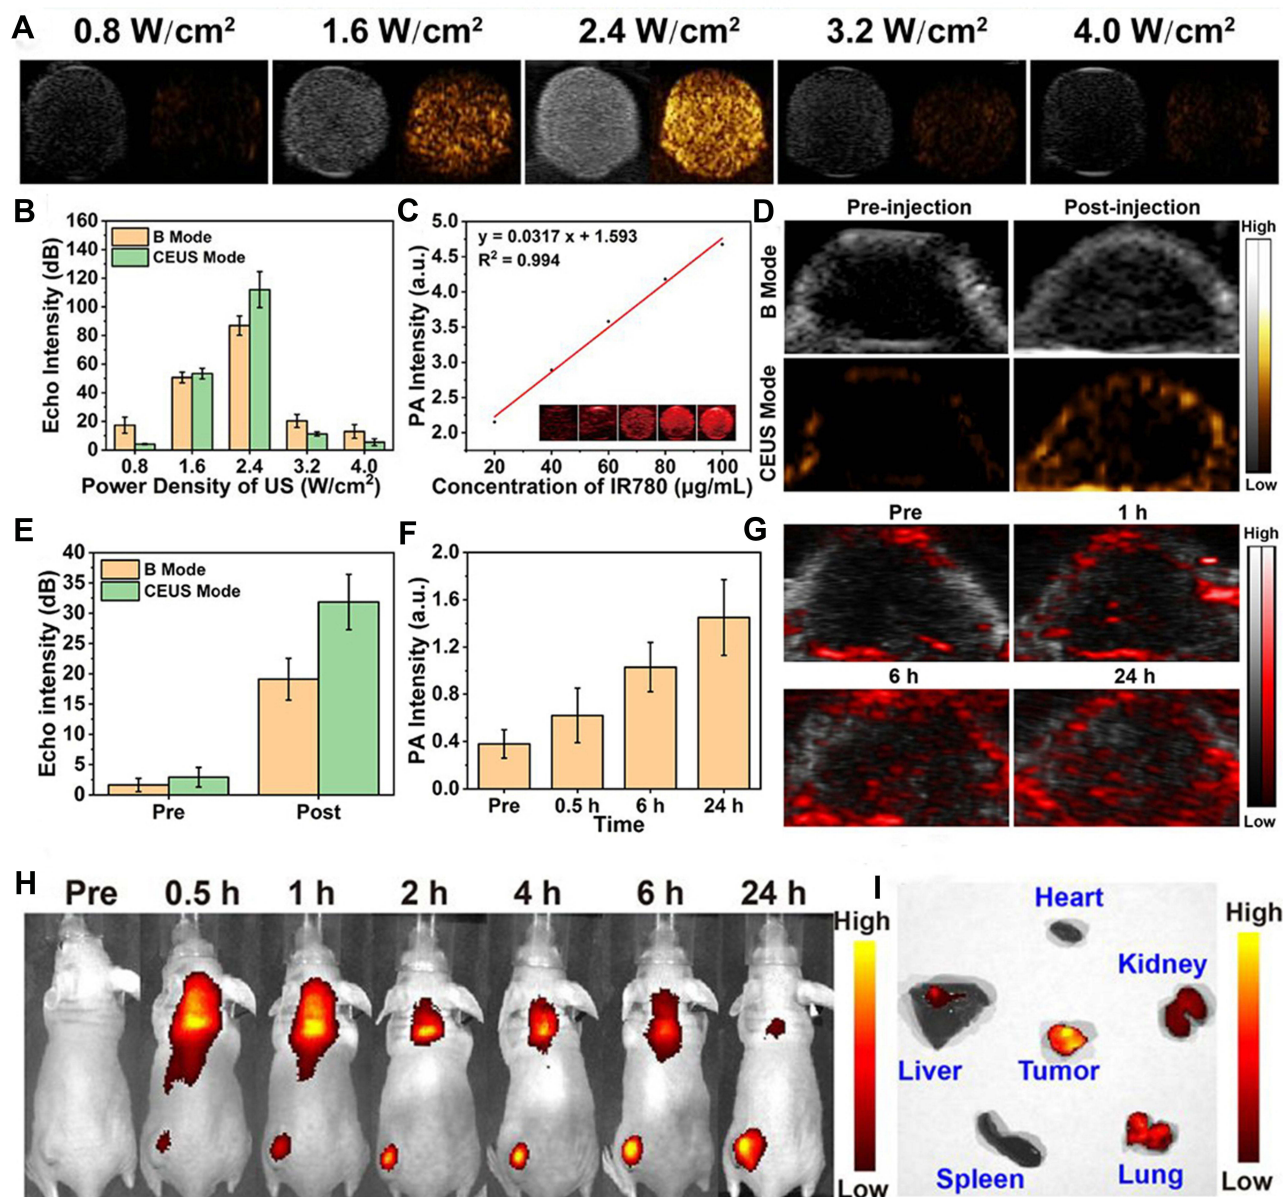 A
0.8 W/cm² 1.6 W/cm² 2.4 W/cm² 3.2 W/cm² 4.0 W/cm²
B
160
140
120
100
80
60
40
20
0
Echo Intensity (dB)
B Mode
CEUS Mode
0.8 1.6 2.4 3.2 4.0
Power Density of US (W/cm²)
C
5.0
4.5
4.0
3.5
3.0
2.5
2.0
PA Intensity (a.u.)
y = 0.0317 x + 1.593
R² = 0.994
20 40 60 80 100
Concentration of IR780 (μg/mL)
D
Pre-injection Post-injection
B Mode
CEUS Mode
High
Low
E
40
35
30
25
20
15
10
5
0
Echo intensity (dB)
B Mode
CEUS Mode
Pre Post
F
2.0
1.6
1.2
0.8
0.4
0.0
PA Intensity (a.u.)
Pre 0.5 h 6 h 24 h
Time
G
Pre 1 h
6 h 24 h
High
Low
H
Pre 0.5 h 1 h 2 h 4 h 6 h 24 h
High
Low
I
Heart
Kidney
Liver Tumor
Spleen Lung
High
Low